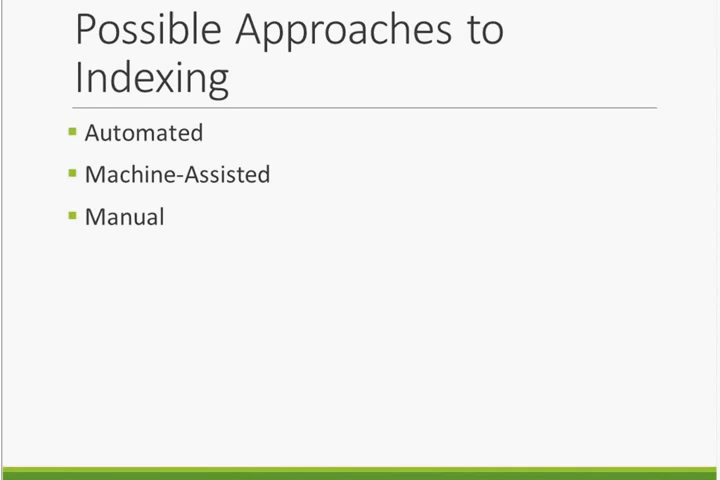 Possible Approaches to
Indexing
Automated
Machine-Assisted
Manual